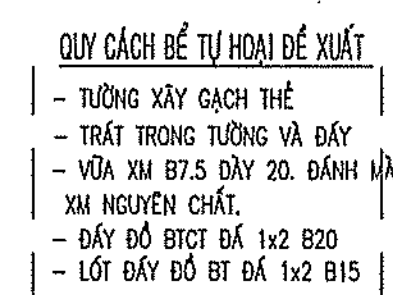 QUY CÁCH BỂ TỰ HOẠI ĐỀ XUẤT
- TƯỜNG XÂY GẠCH THẺ
- TRÁT TRONG TƯỜNG VÀ ĐÁY
- VỮA XM B7.5 DÀY 20. ĐÁNH MÀ
XM NGUYÊN CHẤT.
- ĐÁY ĐỔ BTCT ĐÁ 1x2 B20
- LÓT ĐÁY ĐỔ BT ĐÁ 1x2 B15